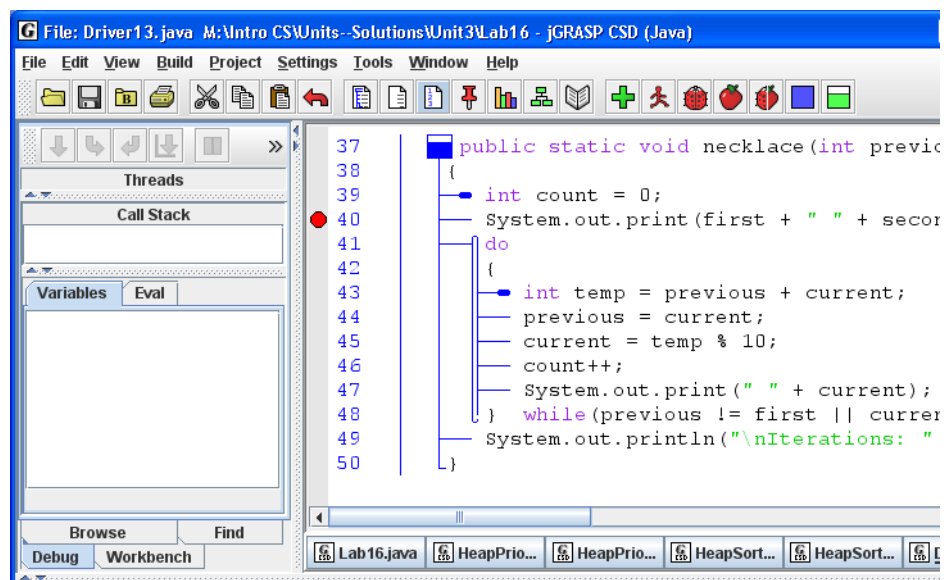 File: Driver13.java M:\Intro CS\Units--Solutions\Unit3\Lab16 - jGRASP CSD (Java)
File Edit View Build Project Settings Tools Window Help
Threads
Call Stack
Variables Eval
Browse Find
Debug Workbench
37 public static void necklace(int previo
38 {
39 int count = 0;
40 System.out.print(first + " " + secon
41 do
42 {
43 int temp = previous + current;
44 previous = current;
45 current = temp % 10;
46 count++;
47 System.out.print(" " + current);
48 } while(previous != first || curren
49 System.out.println("\nIterations: "
50 }
Lab16.java HeapPrio... HeapPrio... HeapSort... HeapSort...